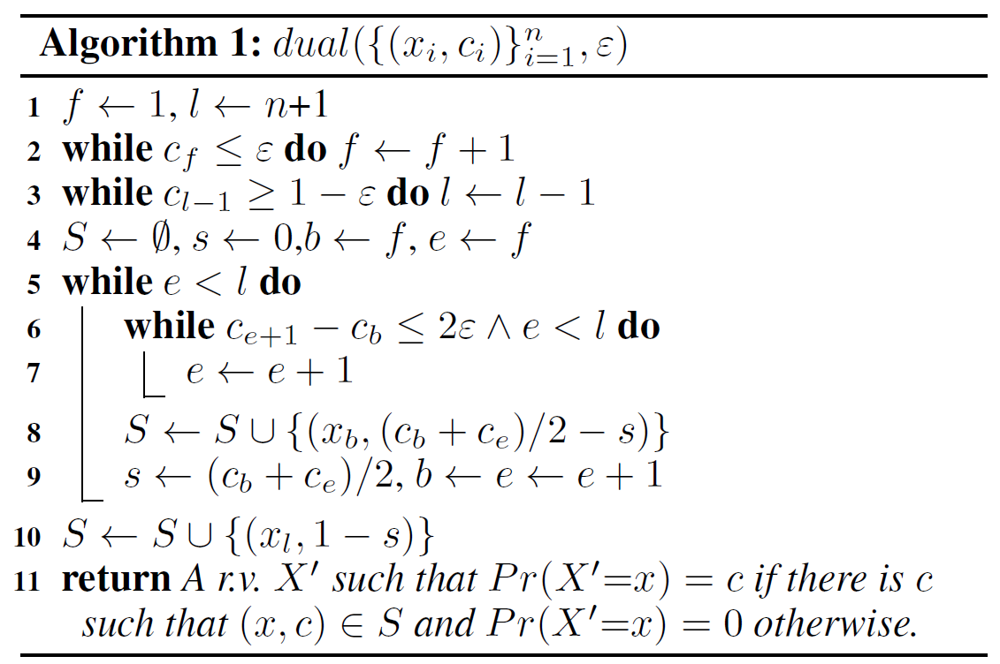 Algorithm 1: dual({(xᵢ, cᵢ)}ⁿᵢ₌₁, ε)
1 f ← 1, l ← n+1
2 while c_f ≤ ε do f ← f + 1
3 while c_{l−1} ≥ 1 − ε do l ← l − 1
4 S ← ∅, s ← 0,b ← f, e ← f
5 while e < l do
6 while c_{e+1} − c_b ≤ 2ε ∧ e < l do
7 e ← e + 1
8 S ← S ∪ {(x_b, (c_b + c_e)/2 − s)}
9 s ← (c_b + c_e)/2, b ← e ← e + 1
10 S ← S ∪ {(x_l, 1 − s)}
11 return A r.v. X′ such that Pr(X′=x) = c if there is c
such that (x, c) ∈ S and Pr(X′=x) = 0 otherwise.